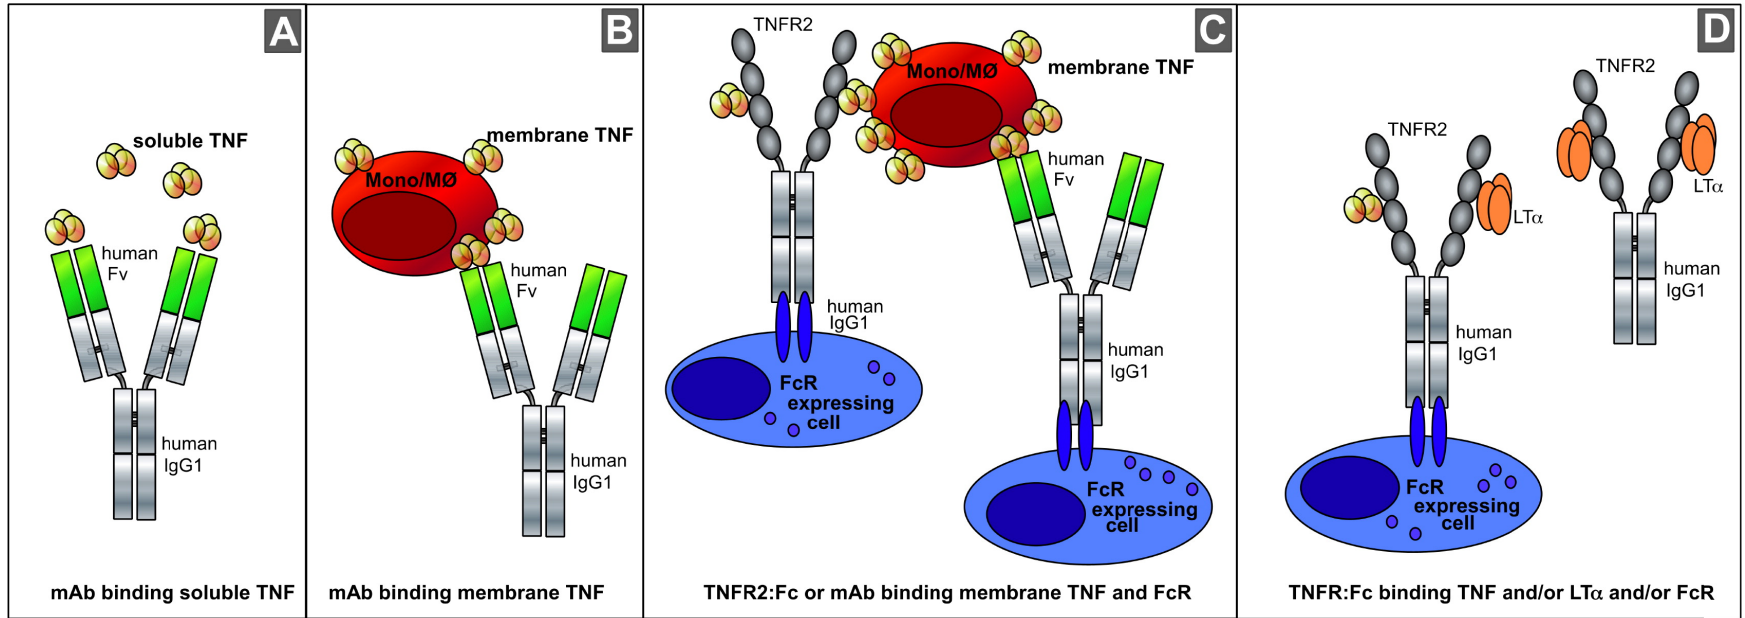 A
soluble TNF
human
Fv
human
IgG1
mAb binding soluble TNF
B
membrane TNF
Mono/MØ
human
Fv
human
IgG1
mAb binding membrane TNF
C
TNFR2
Mono/MØ
membrane TNF
human
Fv
human
IgG1
human
IgG1
FcR
expressing
cell
FcR
expressing
cell
TNFR2:Fc or mAb binding membrane TNF and FcR
D
TNFR2
TNFR2
LTα
LTα
human
IgG1
human
IgG1
FcR
expressing
cell
TNFR:Fc binding TNF and/or LTα and/or FcR